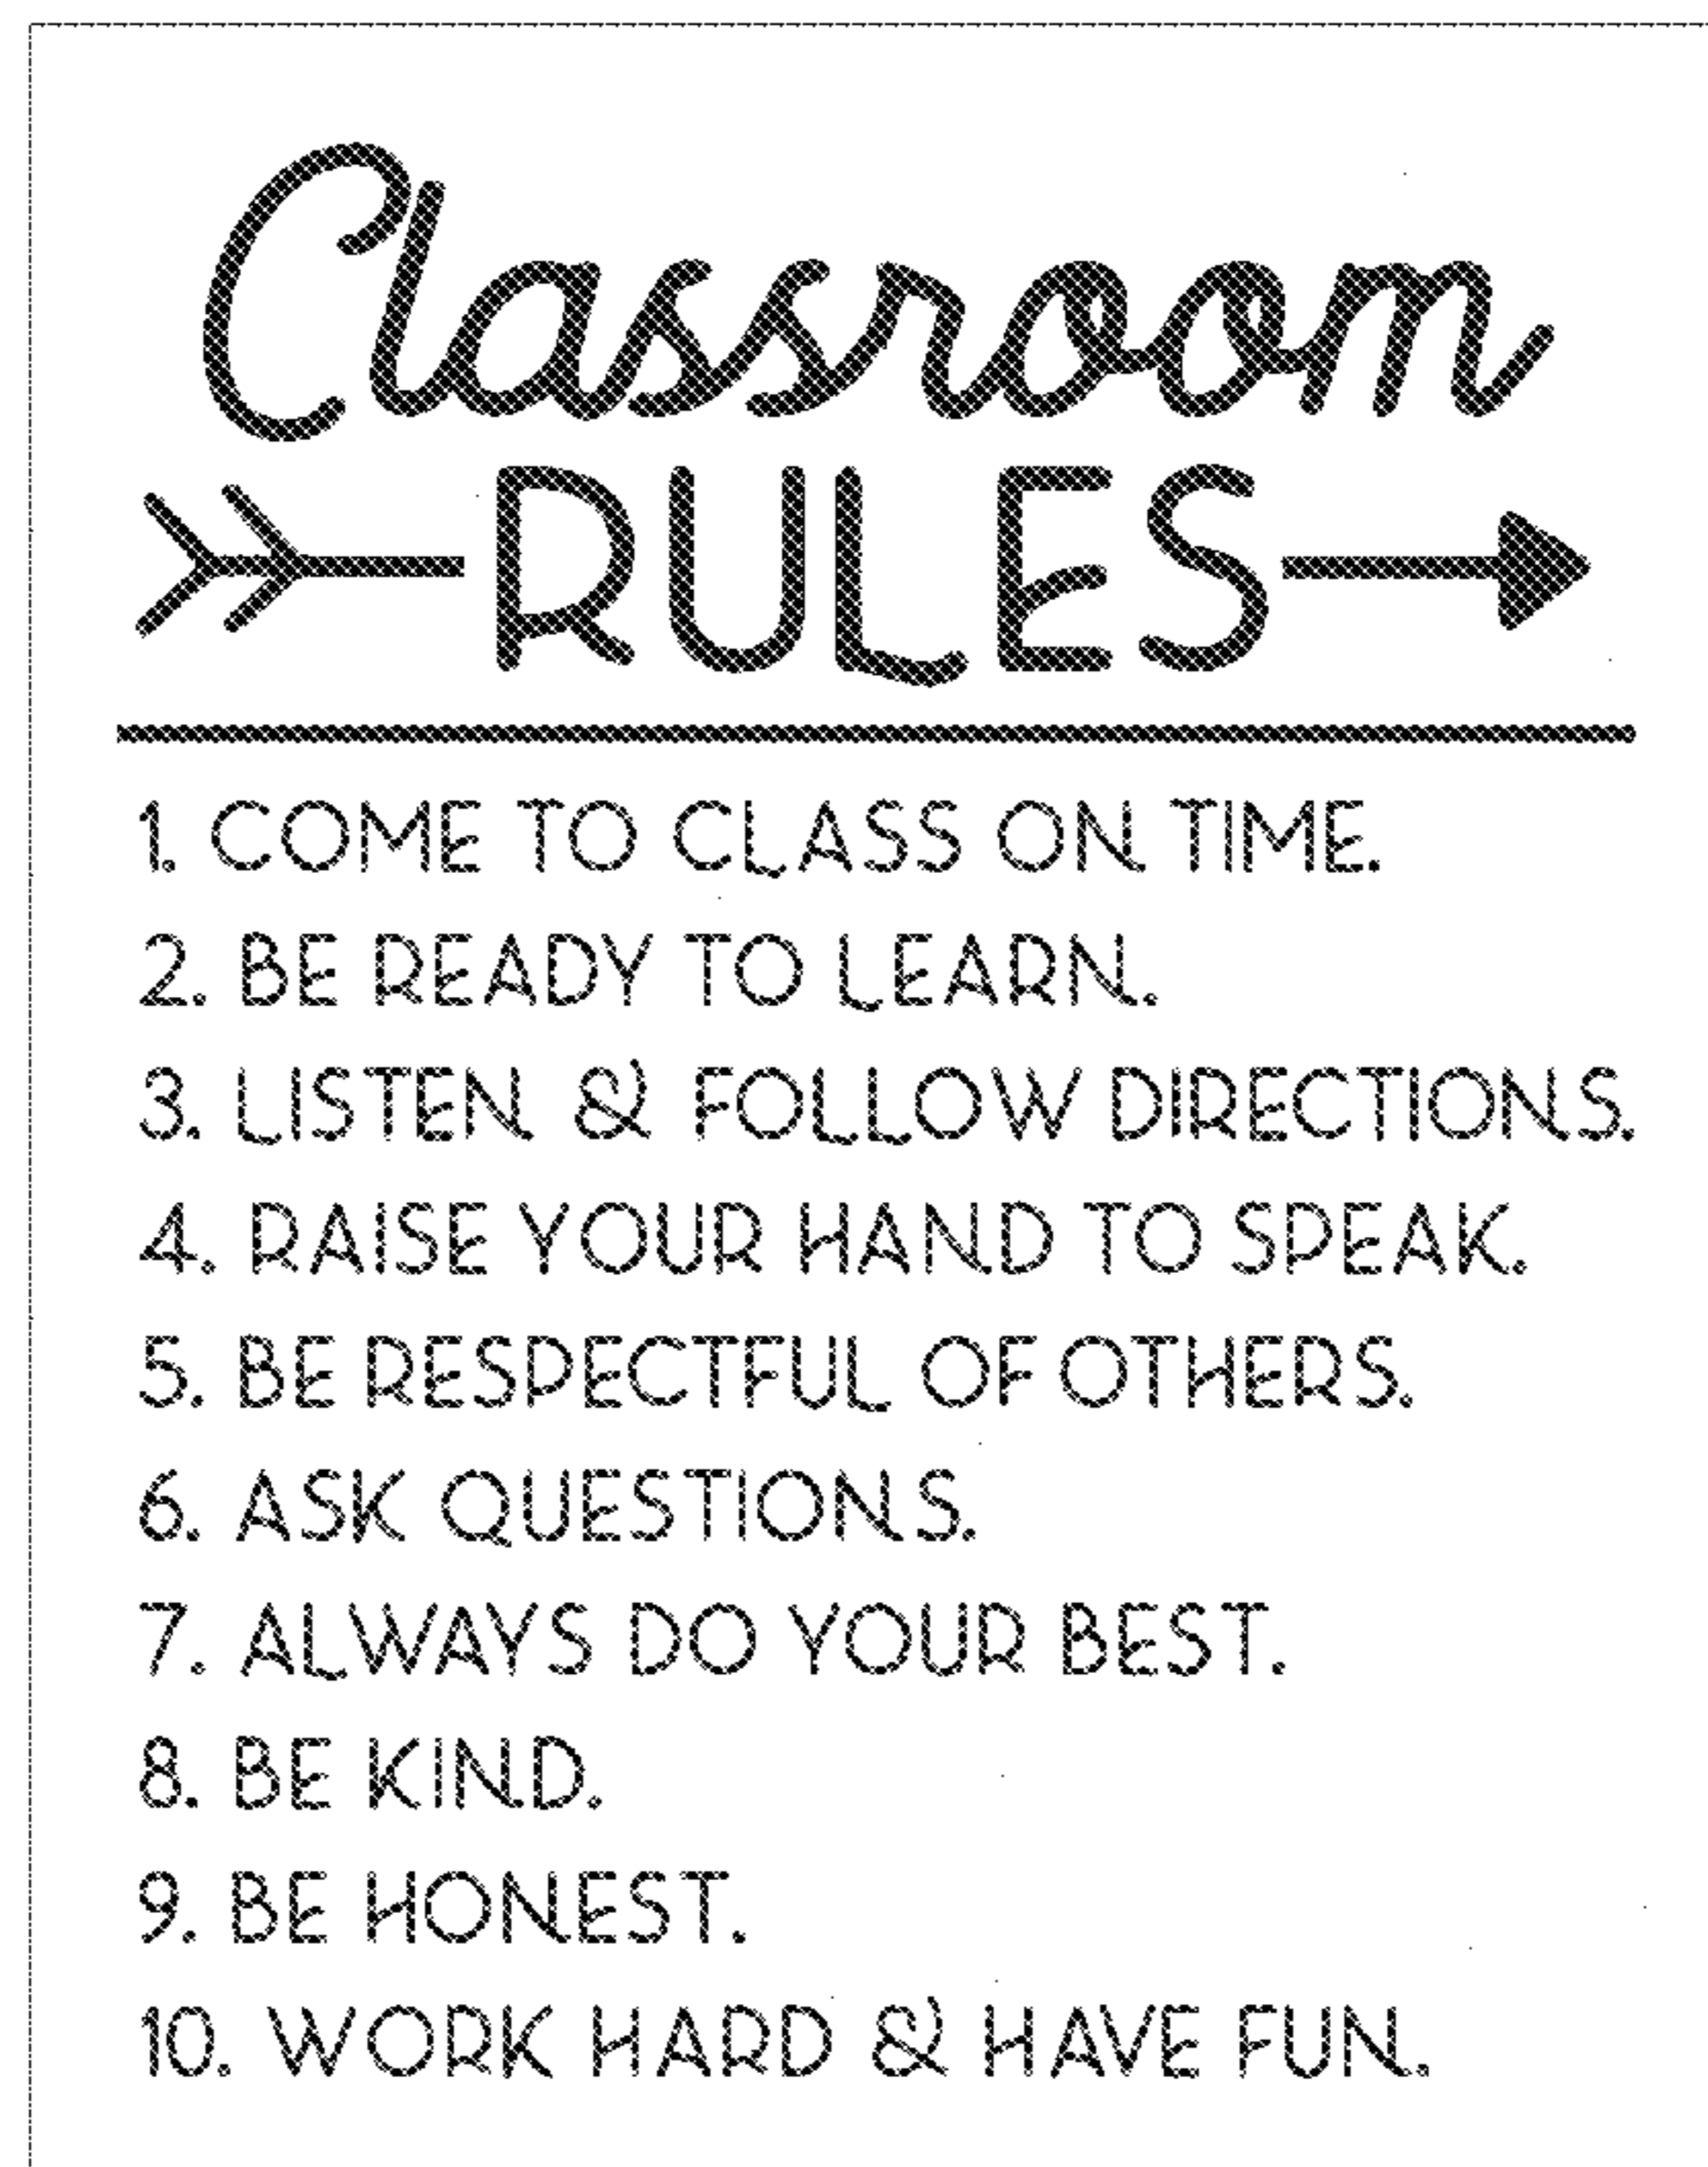 Classroom
RULES
1. COME TO CLASS ON TIME.
2. BE READY TO LEARN.
3. LISTEN & FOLLOW DIRECTIONS.
4. RAISE YOUR HAND TO SPEAK.
5. BE RESPECTFUL OF OTHERS.
6. ASK QUESTIONS.
7. ALWAYS DO YOUR BEST.
8. BE KIND.
9. BE HONEST.
10. WORK HARD & HAVE FUN.